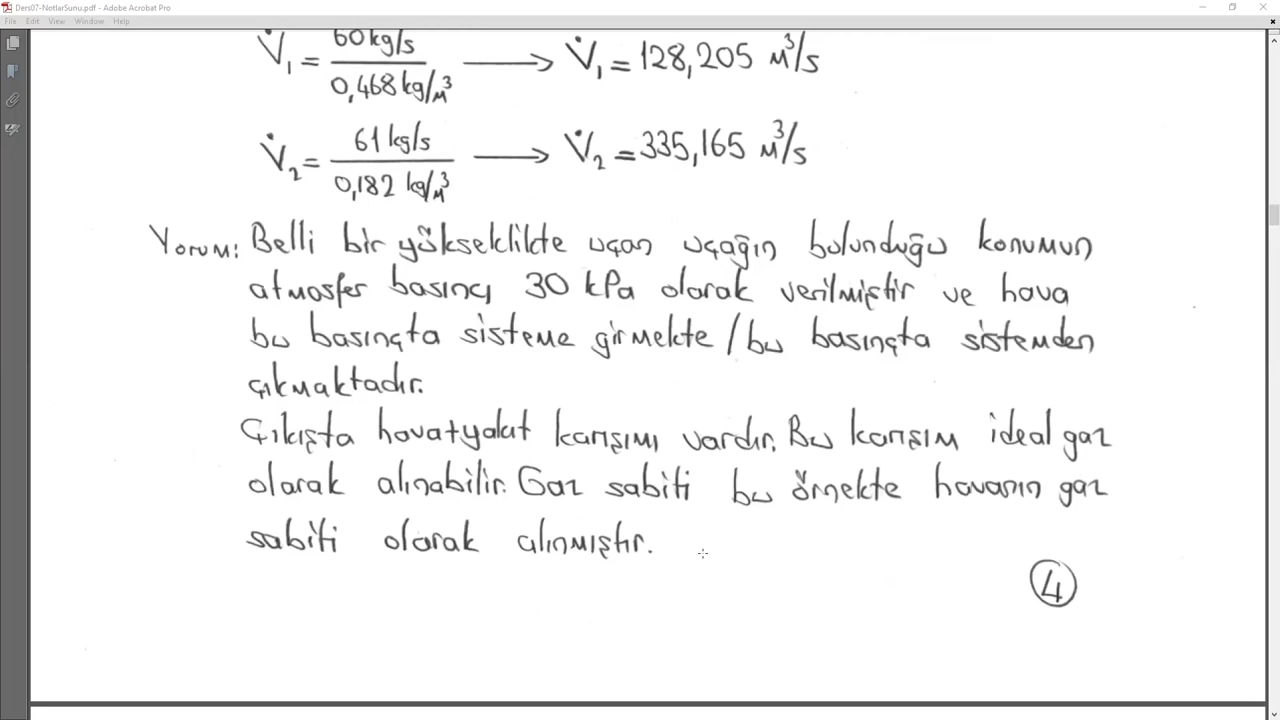 Ders07-NotlarSunu.pdf - Adobe Acrobat Pro
File Edit View Window Help
V̇₁ = 60 kg/s / 0,468 kg/m³ → V̇₁ = 128,205 m³/s
V̇₂ = 61 kg/s / 0,182 kg/m³ → V̇₂ = 335,165 m³/s
Yorum: Belli bir yükseklikte uçan uçağın bulunduğu konumun
atmosfer basıncı 30 kPa olarak verilmiştir ve hava
bu basınçta sisteme girmekte / bu basınçta sistemden
çıkmaktadır.
Çıkışta hava+yakıt karışımı vardır. Bu karışım ideal gaz
olarak alınabilir. Gaz sabiti bu örnekte havanın gaz
sabiti olarak alınmıştır.
4